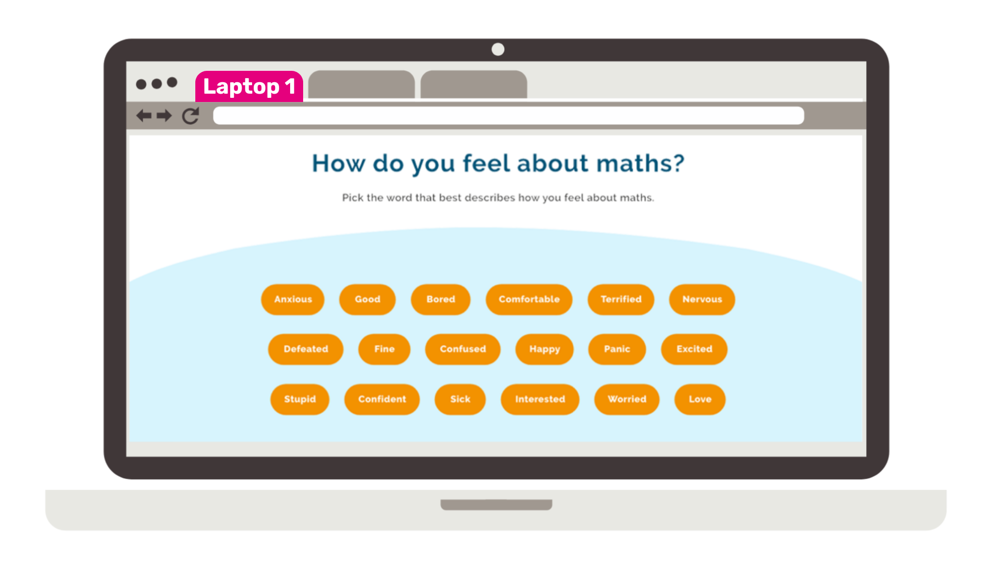 Laptop 1
How do you feel about maths?
Pick the word that best describes how you feel about maths.
Anxious Good Bored Comfortable Terrified Nervous
Defeated Fine Confused Happy Panic Excited
Stupid Confident Sick Interested Worried Love